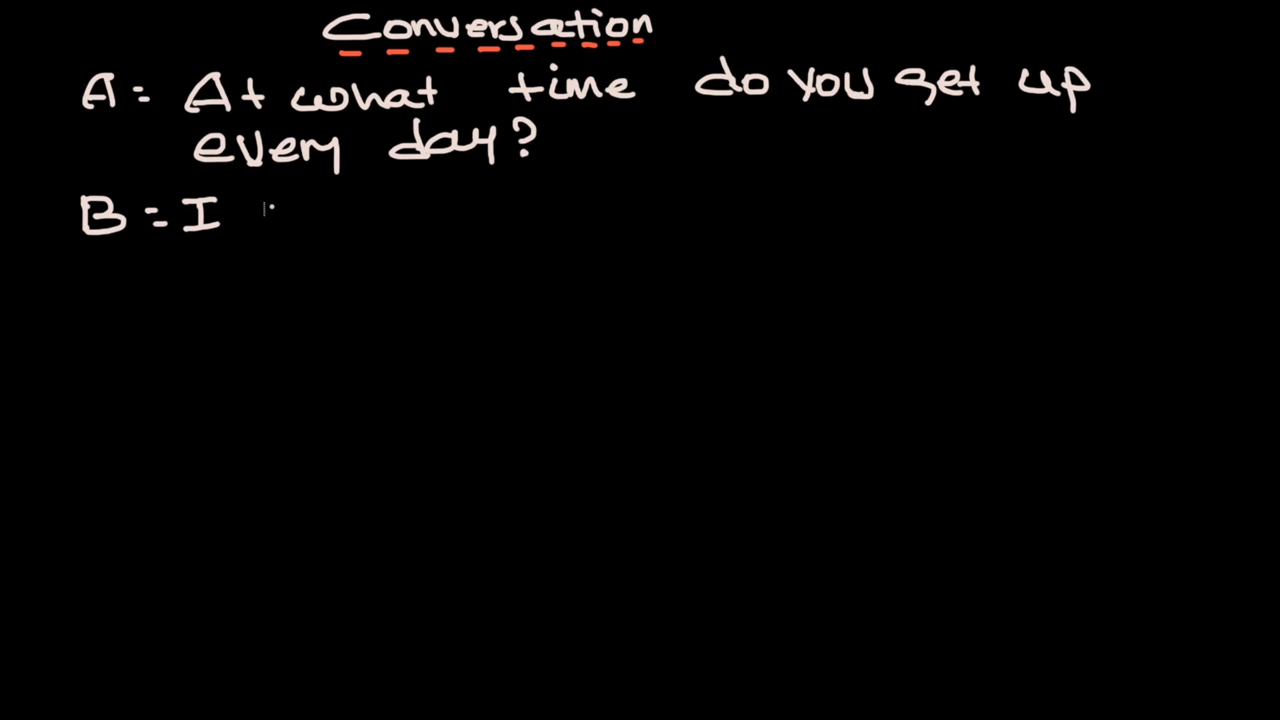 Conversation
A= At what time do you get up
every day?
B = I